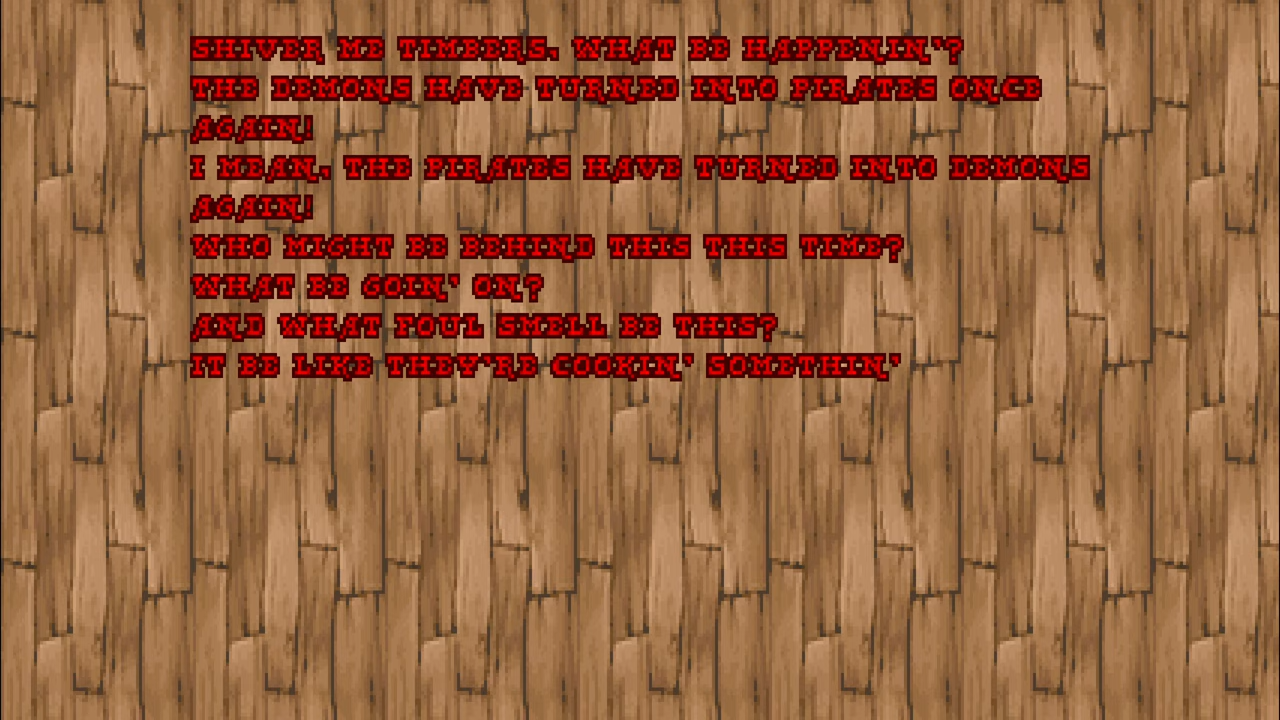 SHIVER ME TIMBERS, WHAT BE HAPPENIN'?
THE DEMONS HAVE TURNED INTO PIRATES ONCE
AGAIN!
I MEAN, THE PIRATES HAVE TURNED INTO DEMONS
AGAIN!
WHO MIGHT BE BEHIND THIS THIS TIME?
WHAT BE GOIN' ON?
AND WHAT FOUL SMELL BE THIS?
IT BE LIKE THEY'RE COOKIN' SOMETHIN'